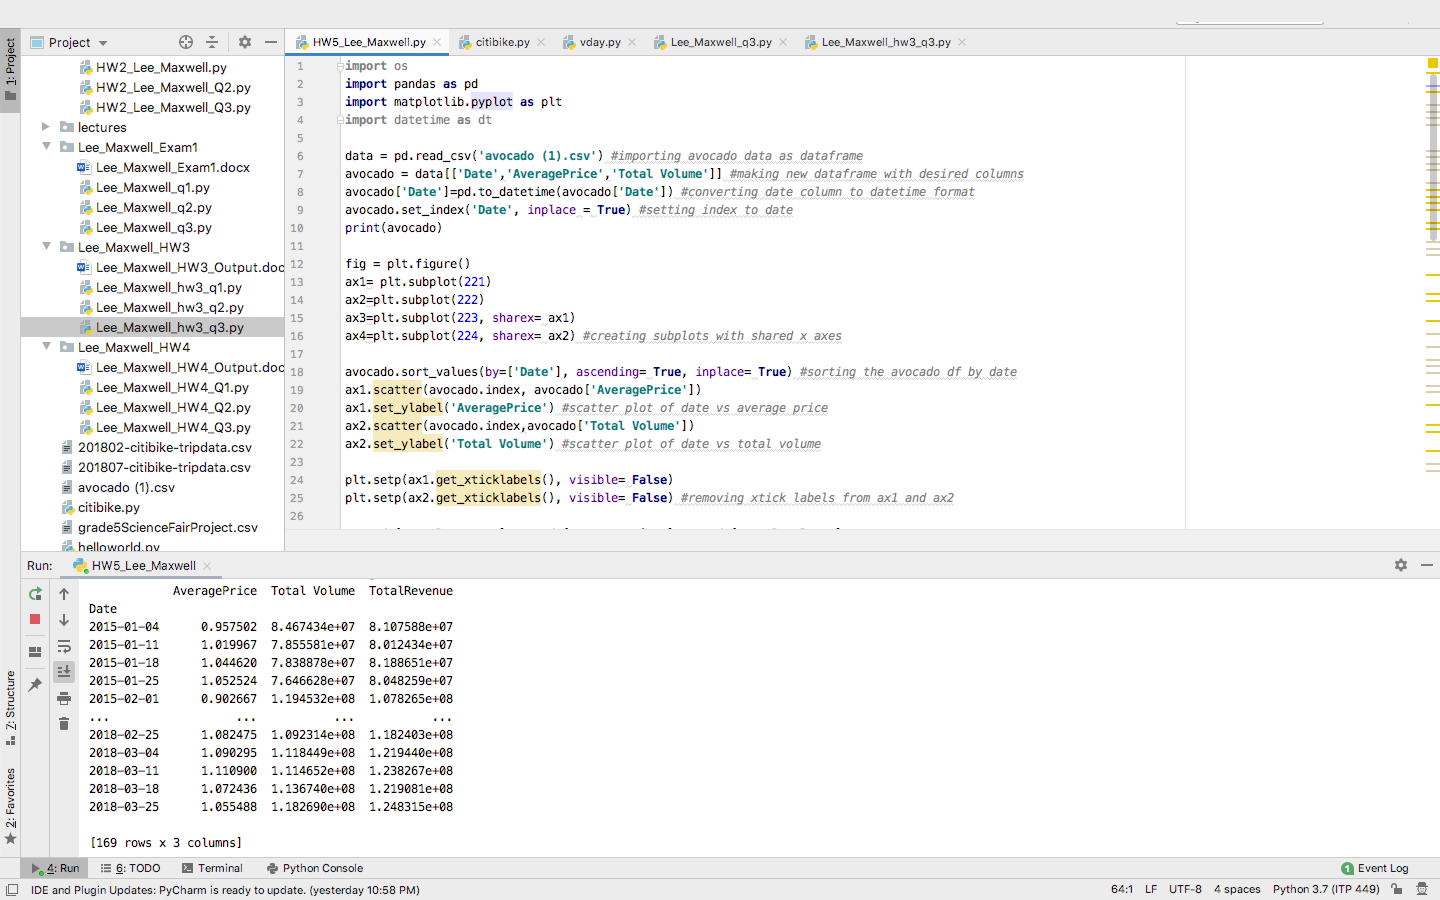 Project
HW5_Lee_Maxwell.py
citibike.py
vday.py
Lee_Maxwell_q3.py
Lee_Maxwell_hw3_q3.py
1: Project
HW2_Lee_Maxwell.py
HW2_Lee_Maxwell_Q2.py
HW2_Lee_Maxwell_Q3.py
lectures
Lee_Maxwell_Exam1
Lee_Maxwell_Exam1.docx
Lee_Maxwell_q1.py
Lee_Maxwell_q2.py
Lee_Maxwell_q3.py
Lee_Maxwell_HW3
Lee_Maxwell_HW3_Output.doc
Lee_Maxwell_hw3_q1.py
Lee_Maxwell_hw3_q2.py
Lee_Maxwell_hw3_q3.py
Lee_Maxwell_HW4
Lee_Maxwell_HW4_Output.doc
Lee_Maxwell_HW4_Q1.py
Lee_Maxwell_HW4_Q2.py
Lee_Maxwell_HW4_Q3.py
201802-citibike-tripdata.csv
201807-citibike-tripdata.csv
avocado (1).csv
citibike.py
grade5ScienceFairProject.csv
helloworld.py
1 import os
2 import pandas as pd
3 import matplotlib.pyplot as plt
4 import datetime as dt
5
6 data = pd.read_csv('avocado (1).csv') #importing avocado data as dataframe
7 avocado = data[['Date','AveragePrice','Total Volume']] #making new dataframe with desired columns
8 avocado['Date']=pd.to_datetime(avocado['Date']) #converting date column to datetime format
9 avocado.set_index('Date', inplace = True) #setting index to date
10 print(avocado)
11
12 fig = plt.figure()
13 ax1= plt.subplot(221)
14 ax2=plt.subplot(222)
15 ax3=plt.subplot(223, sharex= ax1)
16 ax4=plt.subplot(224, sharex= ax2) #creating subplots with shared x axes
17
18 avocado.sort_values(by=['Date'], ascending= True, inplace= True) #sorting the avocado df by date
19 ax1.scatter(avocado.index, avocado['AveragePrice'])
20 ax1.set_ylabel('AveragePrice') #scatter plot of date vs average price
21 ax2.scatter(avocado.index,avocado['Total Volume'])
22 ax2.set_ylabel('Total Volume') #scatter plot of date vs total volume
23
24 plt.setp(ax1.get_xticklabels(), visible= False)
25 plt.setp(ax2.get_xticklabels(), visible= False) #removing xtick labels from ax1 and ax2
26
Run: HW5_Lee_Maxwell
AveragePrice Total Volume TotalRevenue
Date
2015-01-04 0.957502 8.467434e+07 8.107588e+07
2015-01-11 1.019967 7.855581e+07 8.012434e+07
2015-01-18 1.044620 7.838878e+07 8.188651e+07
2015-01-25 1.052524 7.646628e+07 8.048259e+07
2015-02-01 0.902667 1.194532e+08 1.078265e+08
... ... ... ...
2018-02-25 1.082475 1.092314e+08 1.182403e+08
2018-03-04 1.090295 1.118449e+08 1.219440e+08
2018-03-11 1.110900 1.114652e+08 1.238267e+08
2018-03-18 1.072436 1.136740e+08 1.219081e+08
2018-03-25 1.055488 1.182690e+08 1.248315e+08
[169 rows x 3 columns]
7: Structure
2: Favorites
4: Run
6: TODO
Terminal
Python Console
1 Event Log
IDE and Plugin Updates: PyCharm is ready to update. (yesterday 10:58 PM)
64:1 LF UTF-8 4 spaces Python 3.7 (ITP 449)